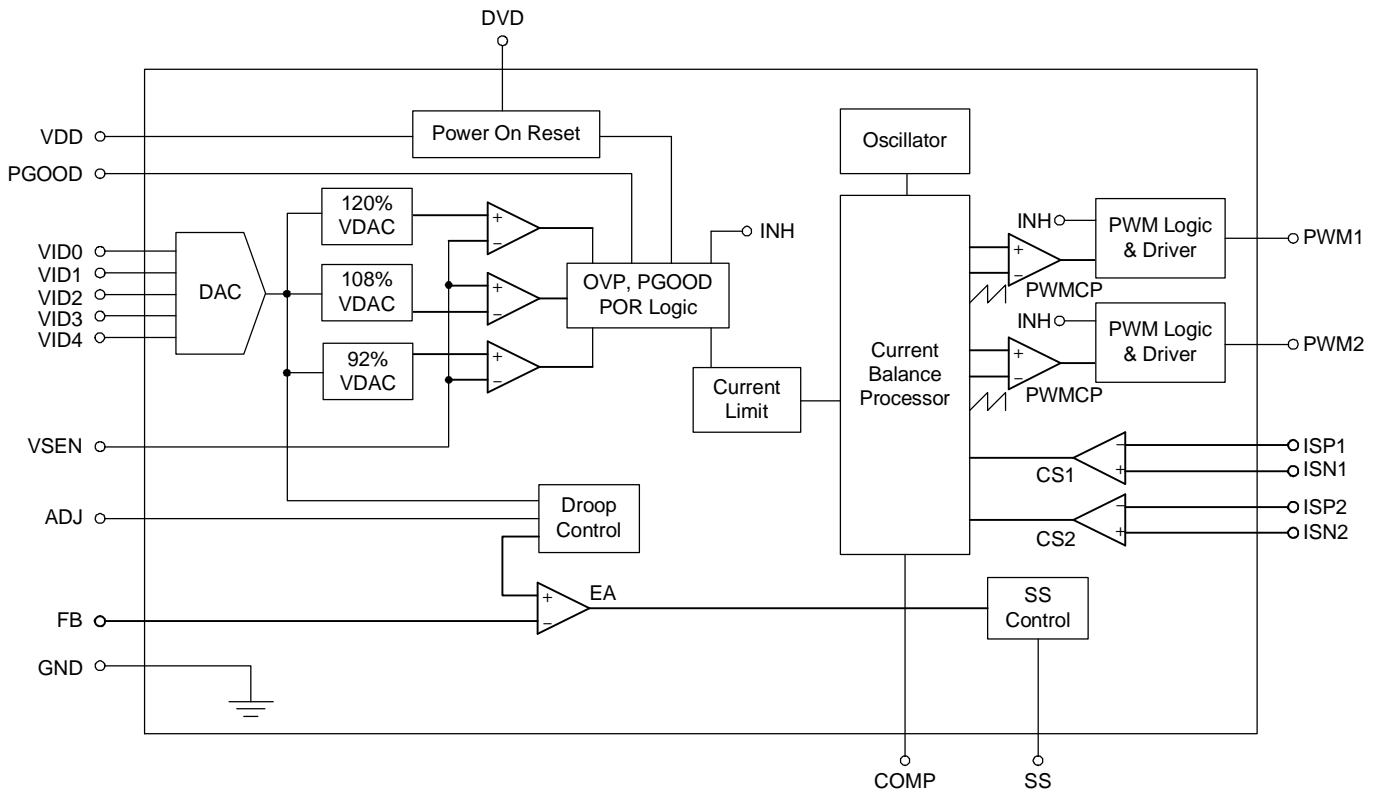 DVD
VDD
Power On Reset
Oscillator
PGOOD
120%
VDAC
+
−
INH
INH
PWM Logic
& Driver
PWM1
+
−
PWMCP
VID0
VID1
VID2
VID3
VID4
DAC
108%
VDAC
+
−
OVP, PGOOD
POR Logic
INH
PWM Logic
& Driver
PWM2
+
−
PWMCP
92%
VDAC
+
−
Current
Limit
Current
Balance
Processor
VSEN
−
+
CS1
ISP1
ISN1
ADJ
Droop
Control
−
+
CS2
ISP2
ISN2
FB
+
−
EA
SS
Control
GND
COMP
SS